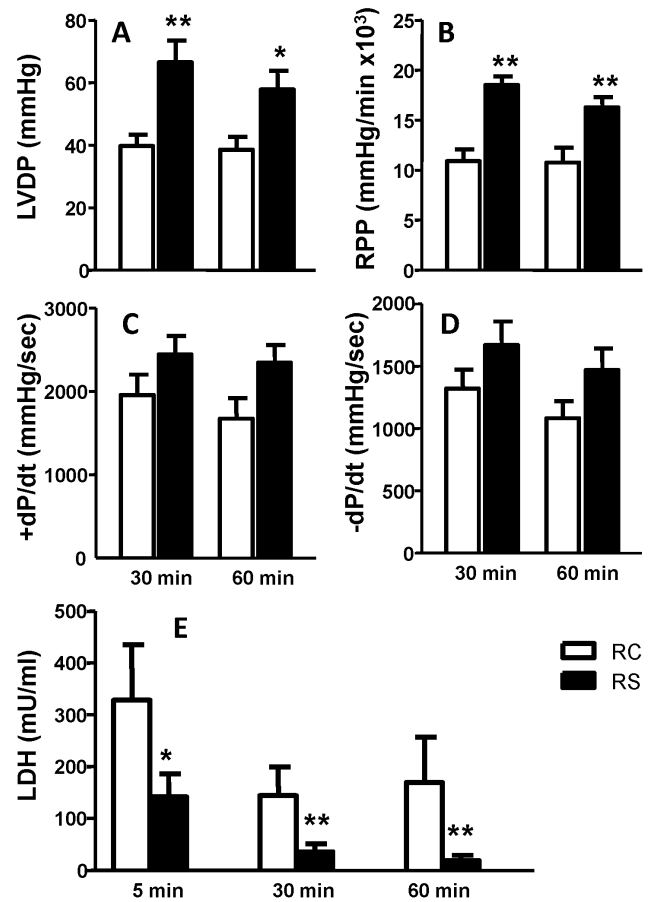 A
LVDP (mmHg)
80
60
40
20
0
**
*
B
RPP (mmHg/min x10³)
25
20
15
10
5
0
**
**
C
+dP/dt (mmHg/sec)
3000
2000
1000
0
30 min 60 min
D
-dP/dt (mmHg/sec)
2000
1500
1000
500
0
30 min 60 min
E
LDH (mU/ml)
500
400
300
200
100
0
*
**
**
5 min 30 min 60 min
RC
RS